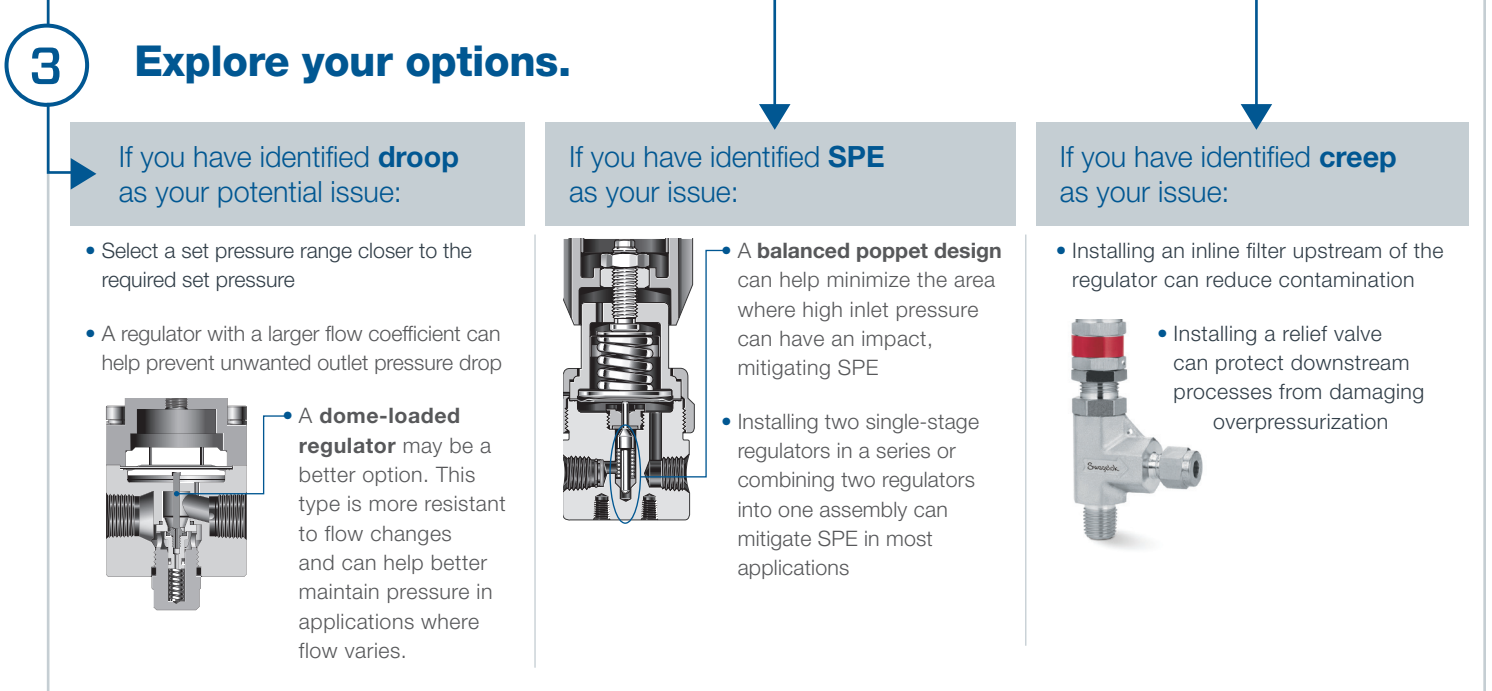 3
Explore your options.
If you have identified droop
as your potential issue:
• Select a set pressure range closer to the
required set pressure
• A regulator with a larger flow coefficient can
help prevent unwanted outlet pressure drop
• A dome-loaded
regulator may be a
better option. This
type is more resistant
to flow changes
and can help better
maintain pressure in
applications where
flow varies.
If you have identified SPE
as your issue:
• A balanced poppet design
can help minimize the area
where high inlet pressure
can have an impact,
mitigating SPE
• Installing two single-stage
regulators in a series or
combining two regulators
into one assembly can
mitigate SPE in most
applications
If you have identified creep
as your issue:
• Installing an inline filter upstream of the
regulator can reduce contamination
• Installing a relief valve
can protect downstream
processes from damaging
overpressurization
Swagelok